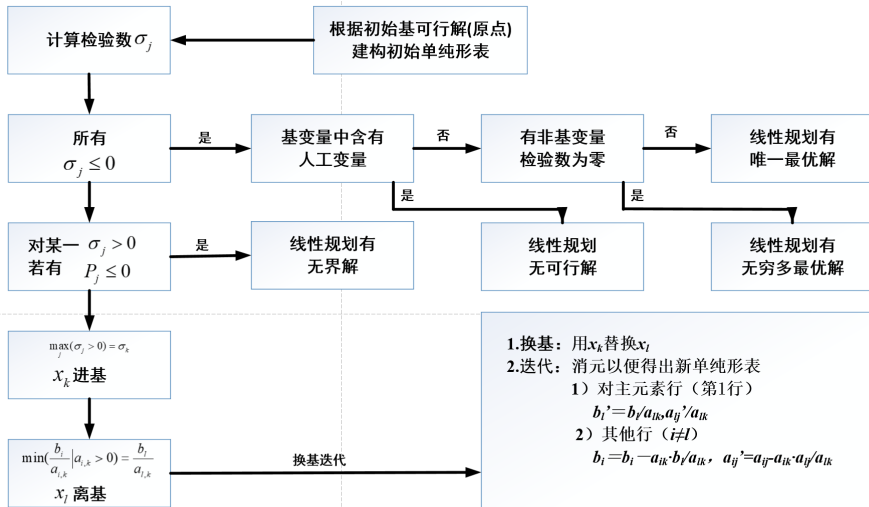 计算检验数σj
根据初始基可行解(原点)
建构初始单纯形表
所有
σj ≤ 0
是
基变量中含有
人工变量
否
有非基变量
检验数为零
否
线性规划有
唯一最优解
是
是
对某一 σj > 0
若有 Pj ≤ 0
是
线性规划有
无界解
线性规划
无可行解
线性规划有
无穷多最优解
max(σj > 0) = σk
j
xk 进基
min(bi/ai,k | ai,k > 0) = bl/al,k
xl 离基
换基迭代
1.换基：用xk替换xl
2.迭代：消元以便得出新单纯形表
1）对主元素行（第1行）
bl’＝bl/alk,alj’/alk
2）其他行（i≠l）
bi＝bi－aik·bl/alk，aij’=aij-aik·alj/alk